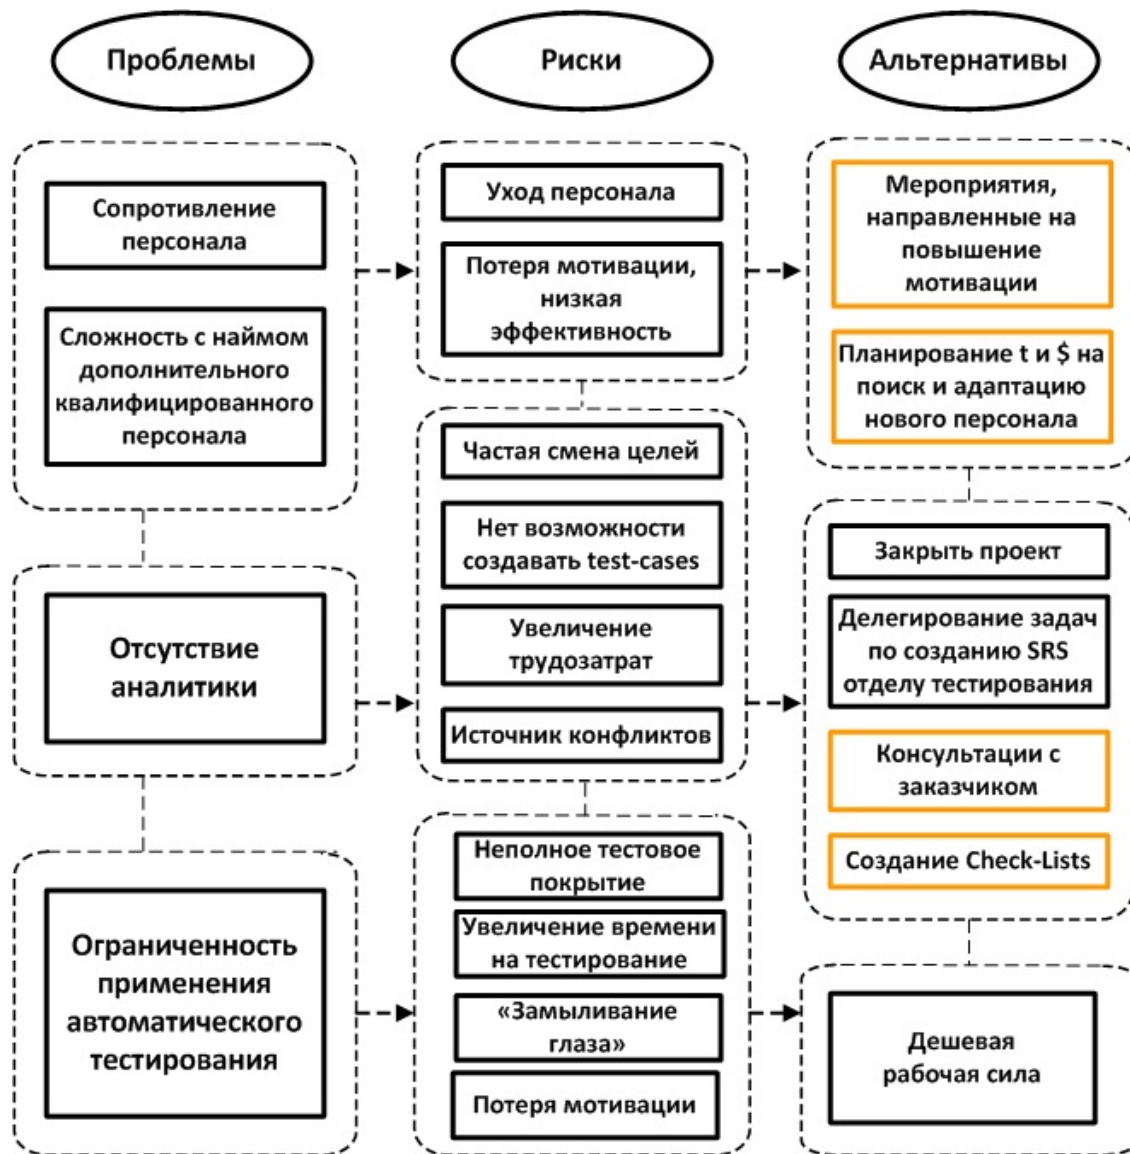 Проблемы
Риски
Альтернативы
Сопротивление
персонала
Сложность с наймом
дополнительного
квалифицированного
персонала
Уход персонала
Потеря мотивации,
низкая
эффективность
Мероприятия,
направленные на
повышение
мотивации
Планирование t и $ на
поиск и адаптацию
нового персонала
Отсутствие
аналитики
Частая смена целей
Нет возможности
создавать test-cases
Увеличение
трудозатрат
Источник конфликтов
Закрыть проект
Делегирование задач
по созданию SRS
отделу тестирования
Консультации с
заказчиком
Создание Check-Lists
Ограниченность
применения
автоматического
тестирования
Неполное тестовое
покрытие
Увеличение времени
на тестирование
«Замыливание
глаза»
Потеря мотивации
Дешевая
рабочая сила